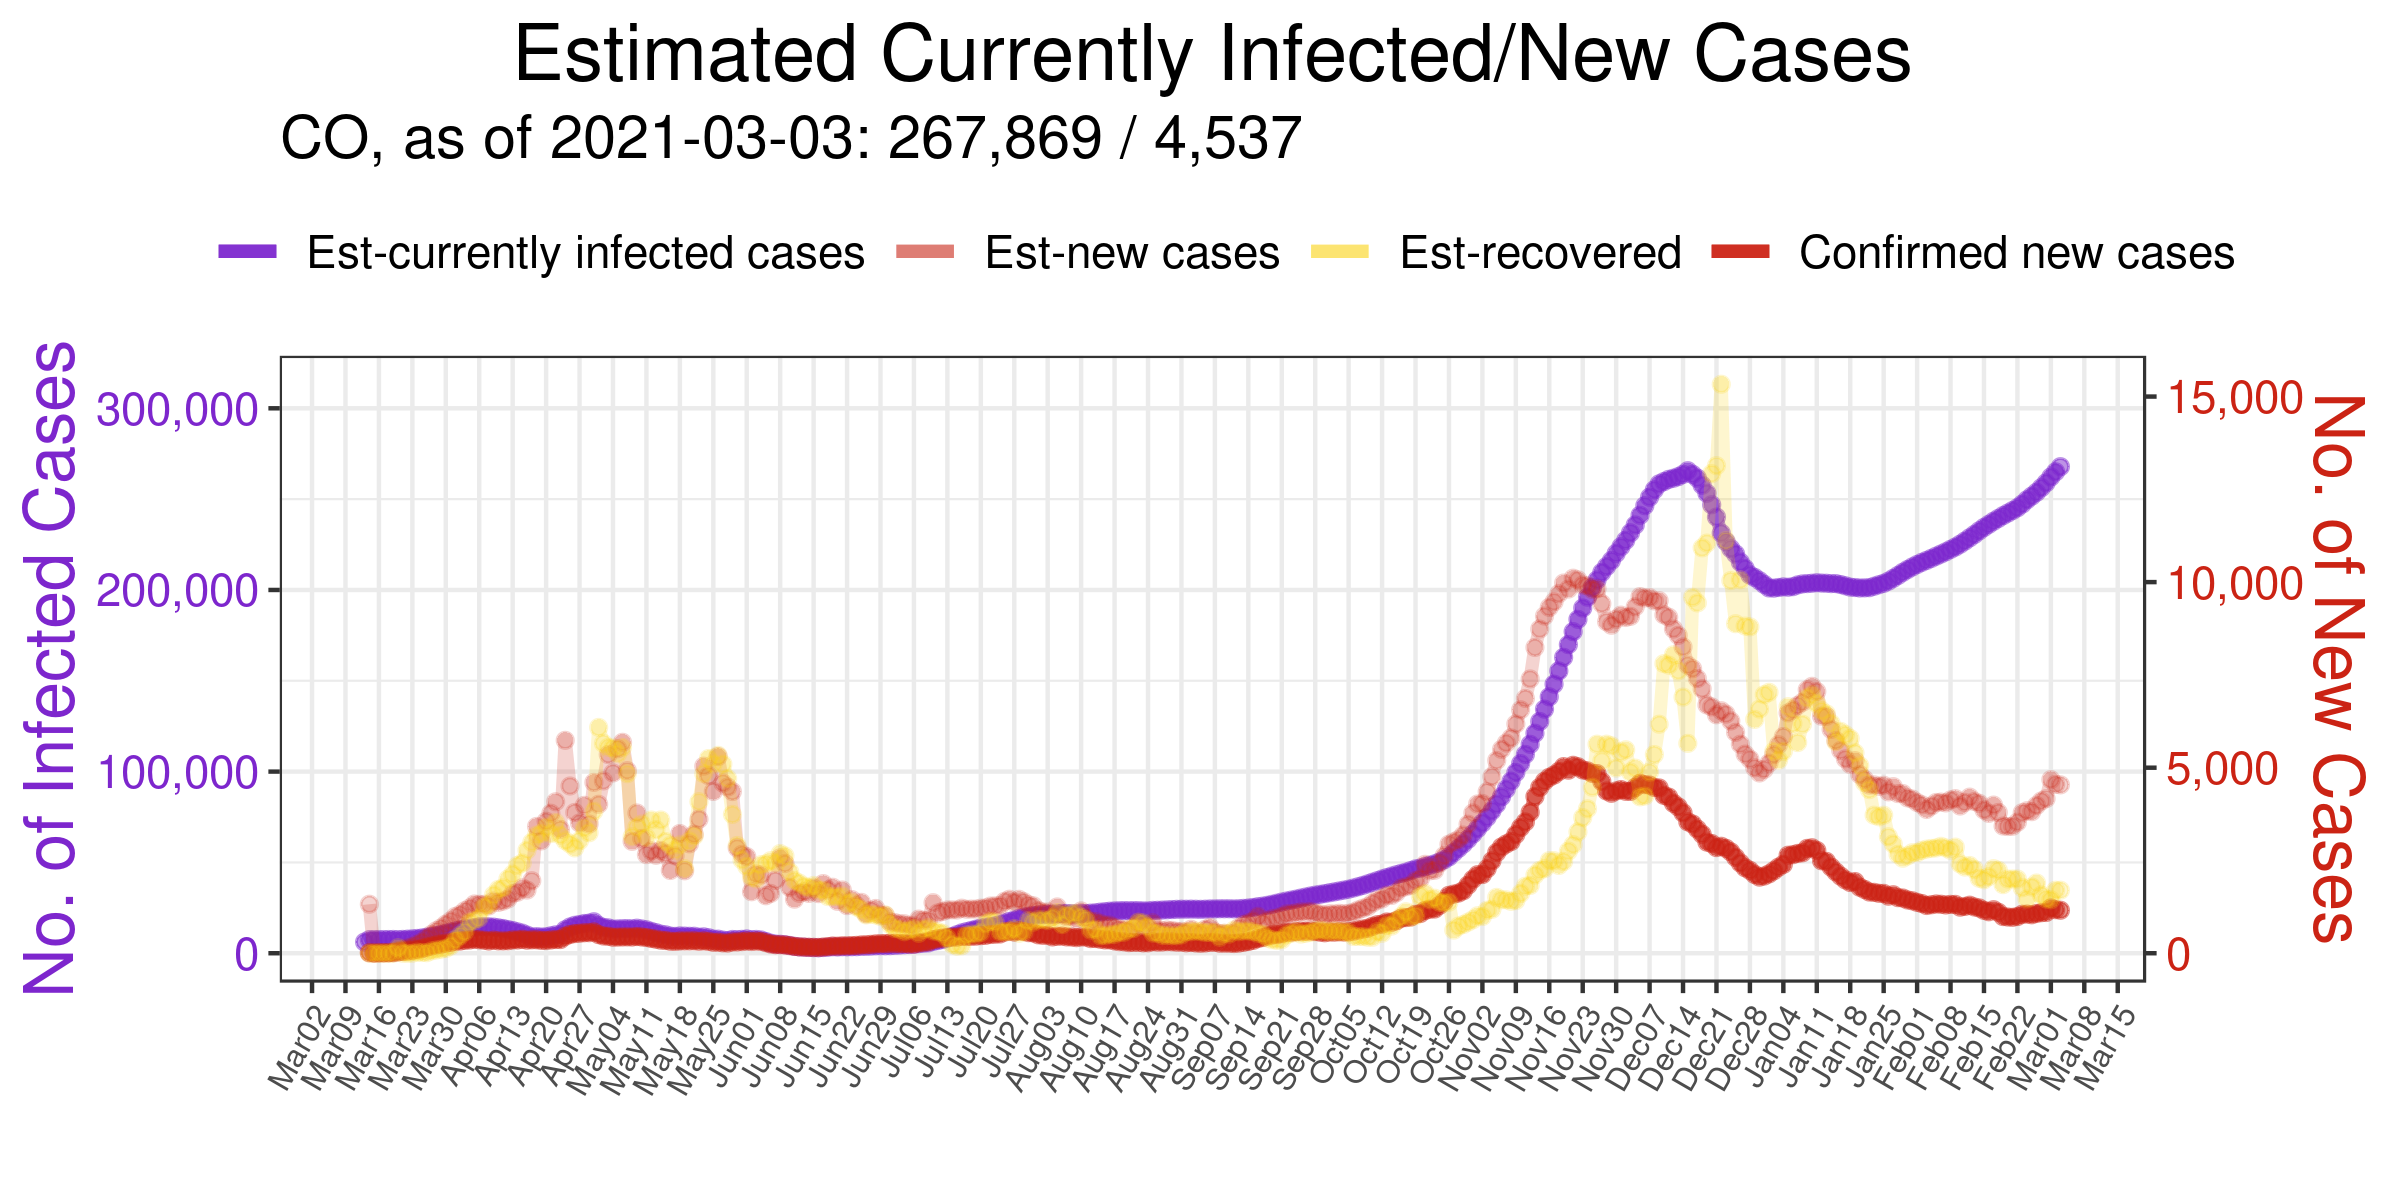 Estimated Currently Infected/New Cases
CO, as of 2021-03-03: 267,869 / 4,537
Est-currently infected cases Est-new cases Est-recovered Confirmed new cases
No. of Infected Cases
300,000
200,000
100,000
0
15,000
10,000
5,000
0
No. of New Cases
Mar02 Mar09 Mar16 Mar23 Mar30 Apr06 Apr13 Apr20 Apr27 May04 May11 May18 May25 Jun01 Jun08 Jun15 Jun22 Jun29 Jul06 Jul13 Jul20 Jul27 Aug03 Aug10 Aug17 Aug24 Aug31 Sep07 Sep14 Sep21 Sep28 Oct05 Oct12 Oct19 Oct26 Nov02 Nov09 Nov16 Nov23 Nov30 Dec07 Dec14 Dec21 Dec28 Jan04 Jan11 Jan18 Jan25 Feb01 Feb08 Feb15 Feb22 Mar01 Mar08 Mar15